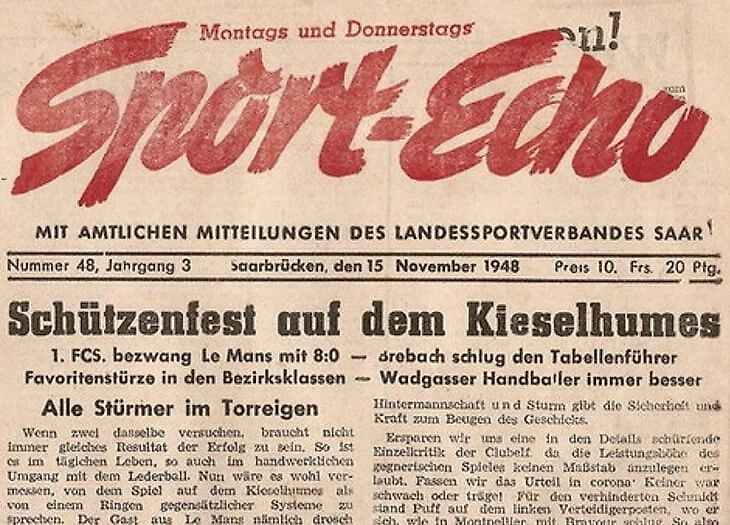 Montags und Donnerstags
en!
Sport-Echo
MIT AMTLICHEN MITTEILUNGEN DES LANDESSPORTVERBANDES SAAR
Nummer 48, Jahrgang 3 Saarbrücken, den 15 November 1948 Preis 10. Frs. 20 Pfg.
Schützenfest auf dem Kieselhumes
1. FCS. bezwang Le Mans mit 8:0 — Brebach schlug den Tabellenführer
Favoritenstürze in den Bezirksklassen — Wadgasser Handballer immer besser
Alle Stürmer im Torreigen
Wenn zwei dasselbe versuchen, braucht nicht
immer gleiches Resultat der Erfolg zu sein. So ist
es im täglichen Leben, so auch im handwerklichen
Umgang mit dem Lederball. Nun wäre es wohl ver-
messen, von dem Spiel auf dem Kieselhumes als
von einem Ringen gegensätzlicher Systeme zu
sprechen. Der Gast aus Le Mans nämlich drosch
Hintermannschaft und Sturm gibt die Sicherheit und
Kraft zum Beugen des Geschicks.
Ersparen wir uns eine in den Details schürfende
Einzelkritik der Clubelf, da die Leistungshöhe des
gegnerischen Spieles keinen Maßstab anzulegen er-
laubt. Fassen wir das Urteil in corona: Keiner war
schwach oder träge! Für den verhinderten Schmidt
stand Puff auf dem linken Verteidigerposten, wo er
sich, wie in Montpellier, mit Bravour schlug, so also